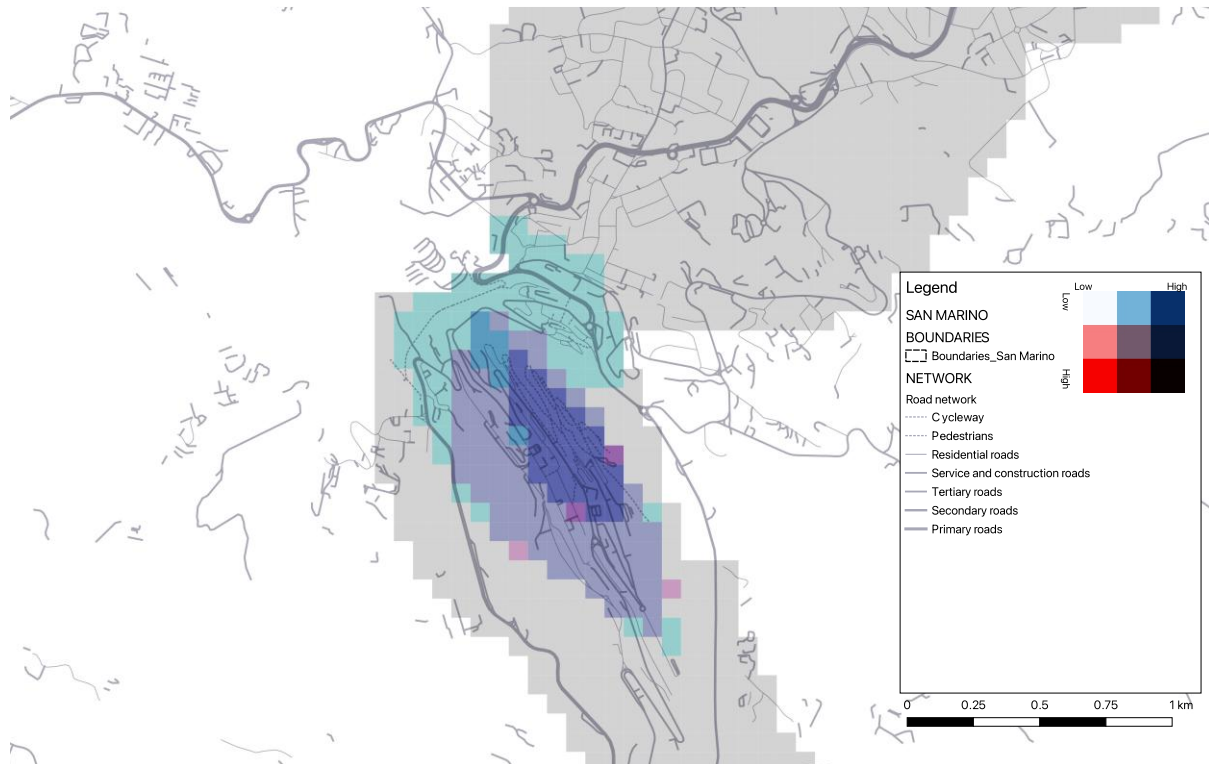 Legend
Low
High
Low
High
SAN MARINO
BOUNDARIES
Boundaries_San Marino
NETWORK
Road network
Cycleway
Pedestrians
Residential roads
Service and construction roads
Tertiary roads
Secondary roads
Primary roads
0 0.25 0.5 0.75 1 km